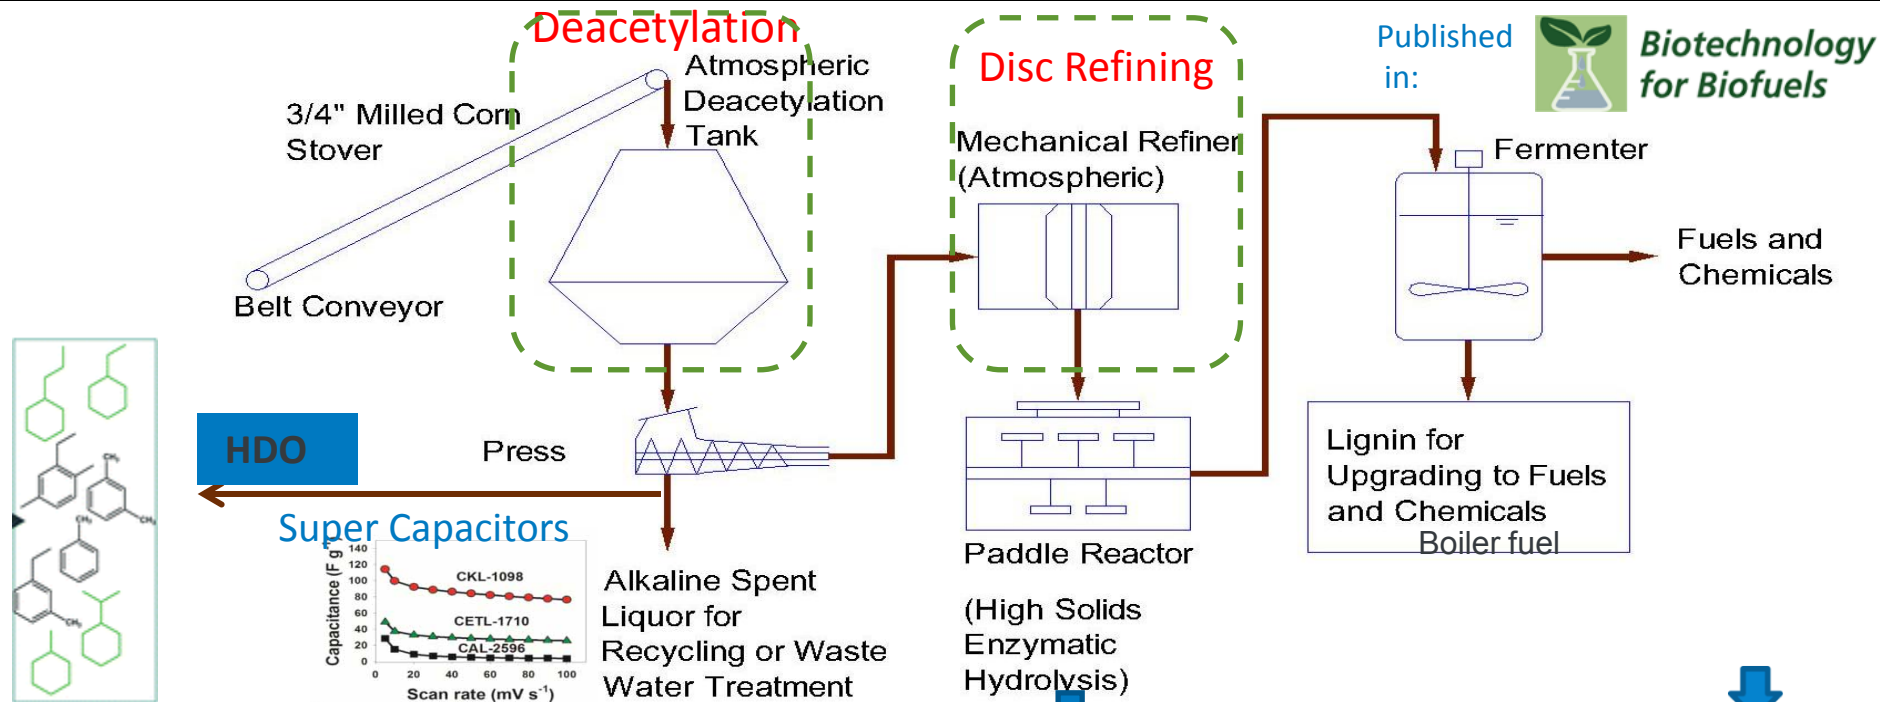 Deacetylation
Atmospheric
Deacetylation
Tank
3/4" Milled Corn
Stover
Belt Conveyor
Disc Refining
Mechanical Refiner
(Atmospheric)
Published
in:
Biotechnology
for Biofuels
Fermenter
Fuels and
Chemicals
HDO
Press
Super Capacitors
Alkaline Spent
Liquor for
Recycling or Waste
Water Treatment
Paddle Reactor
(High Solids
Enzymatic
Hydrolysis)
Lignin for
Upgrading to Fuels
and Chemicals
Boiler fuel
CH₃
CH₃
CH₃
CH₃
Capacitance (F g⁻¹)
140
120
100
80
60
40
20
0
CKL-1098
CETL-1710
CAL-2596
0 20 40 60 80 100
Scan rate (mV s⁻¹)